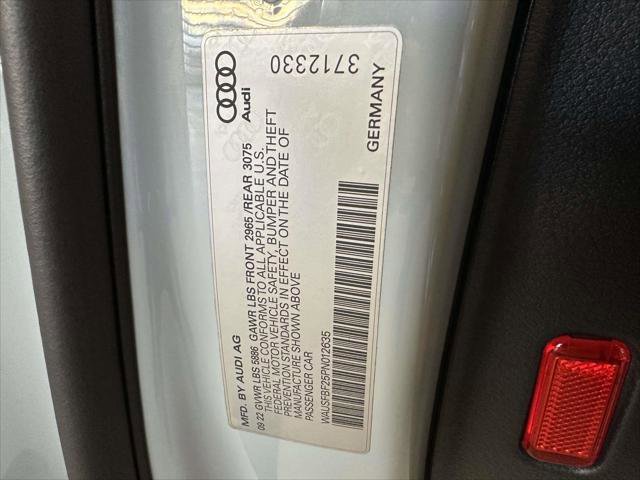 Audi
3712330
MFD. BY AUDI AG
09.22 GVWR LBS 5886 GAWR LBS FRONT 2965/REAR 3075
THIS VEHICLE CONFORMS TO ALL APPLICABLE U.S.
FEDERAL MOTOR VEHICLE SAFETY, BUMPER AND THEFT
PREVENTION STANDARDS IN EFFECT ON THE DATE OF
MANUFACTURE SHOWN ABOVE
PASSENGER CAR
WAUSFBF25PN012635
GERMANY